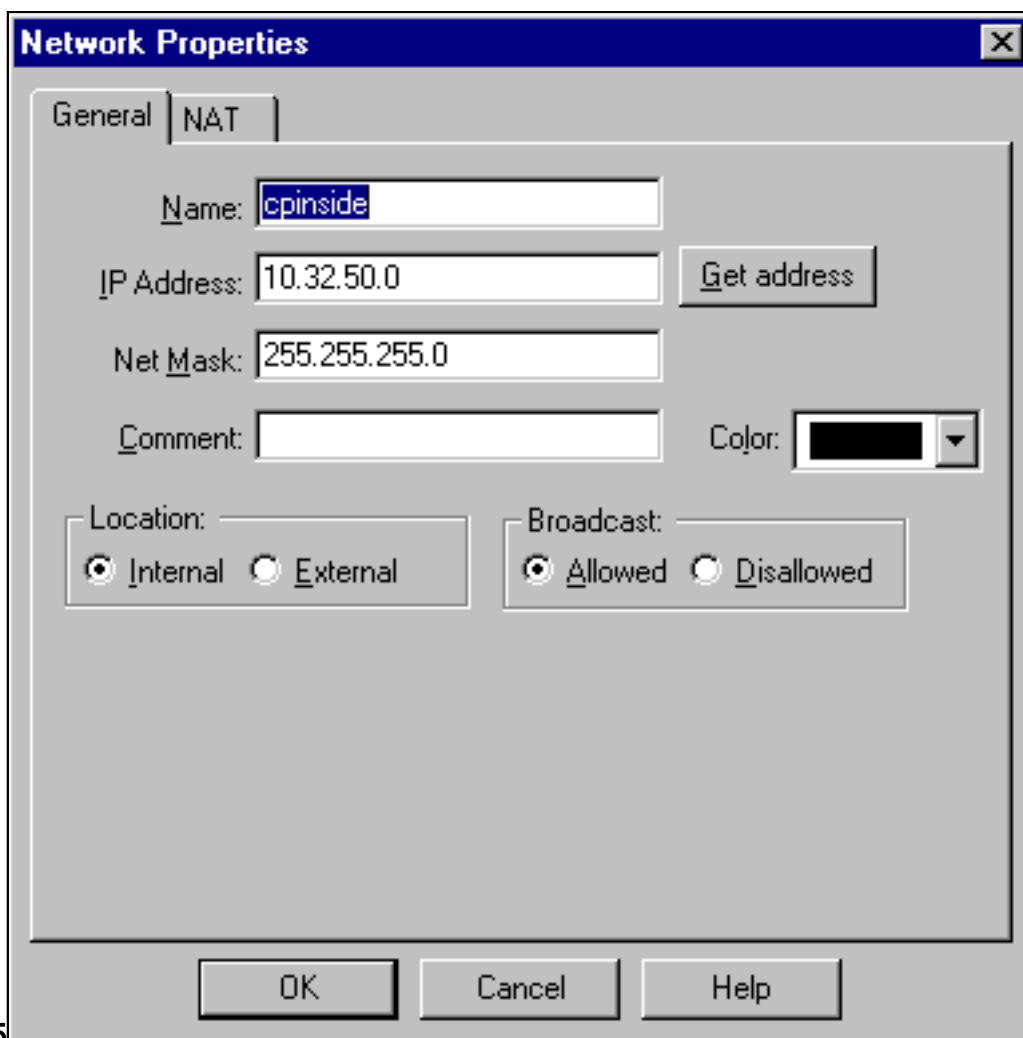 Network Properties
General NAT
Name: cpinside
IP Address: 10.32.50.0 Get address
Net Mask: 255.255.255.0
Comment: Color:
Location: Broadcast:
Internal External Allowed Disallowed
OK Cancel Help